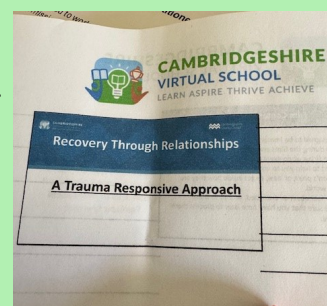 CAMBRIDGESHIRE
VIRTUAL SCHOOL
LEARN ASPIRE THRIVE ACHIEVE
Recovery Through Relationships
A Trauma Responsive Approach